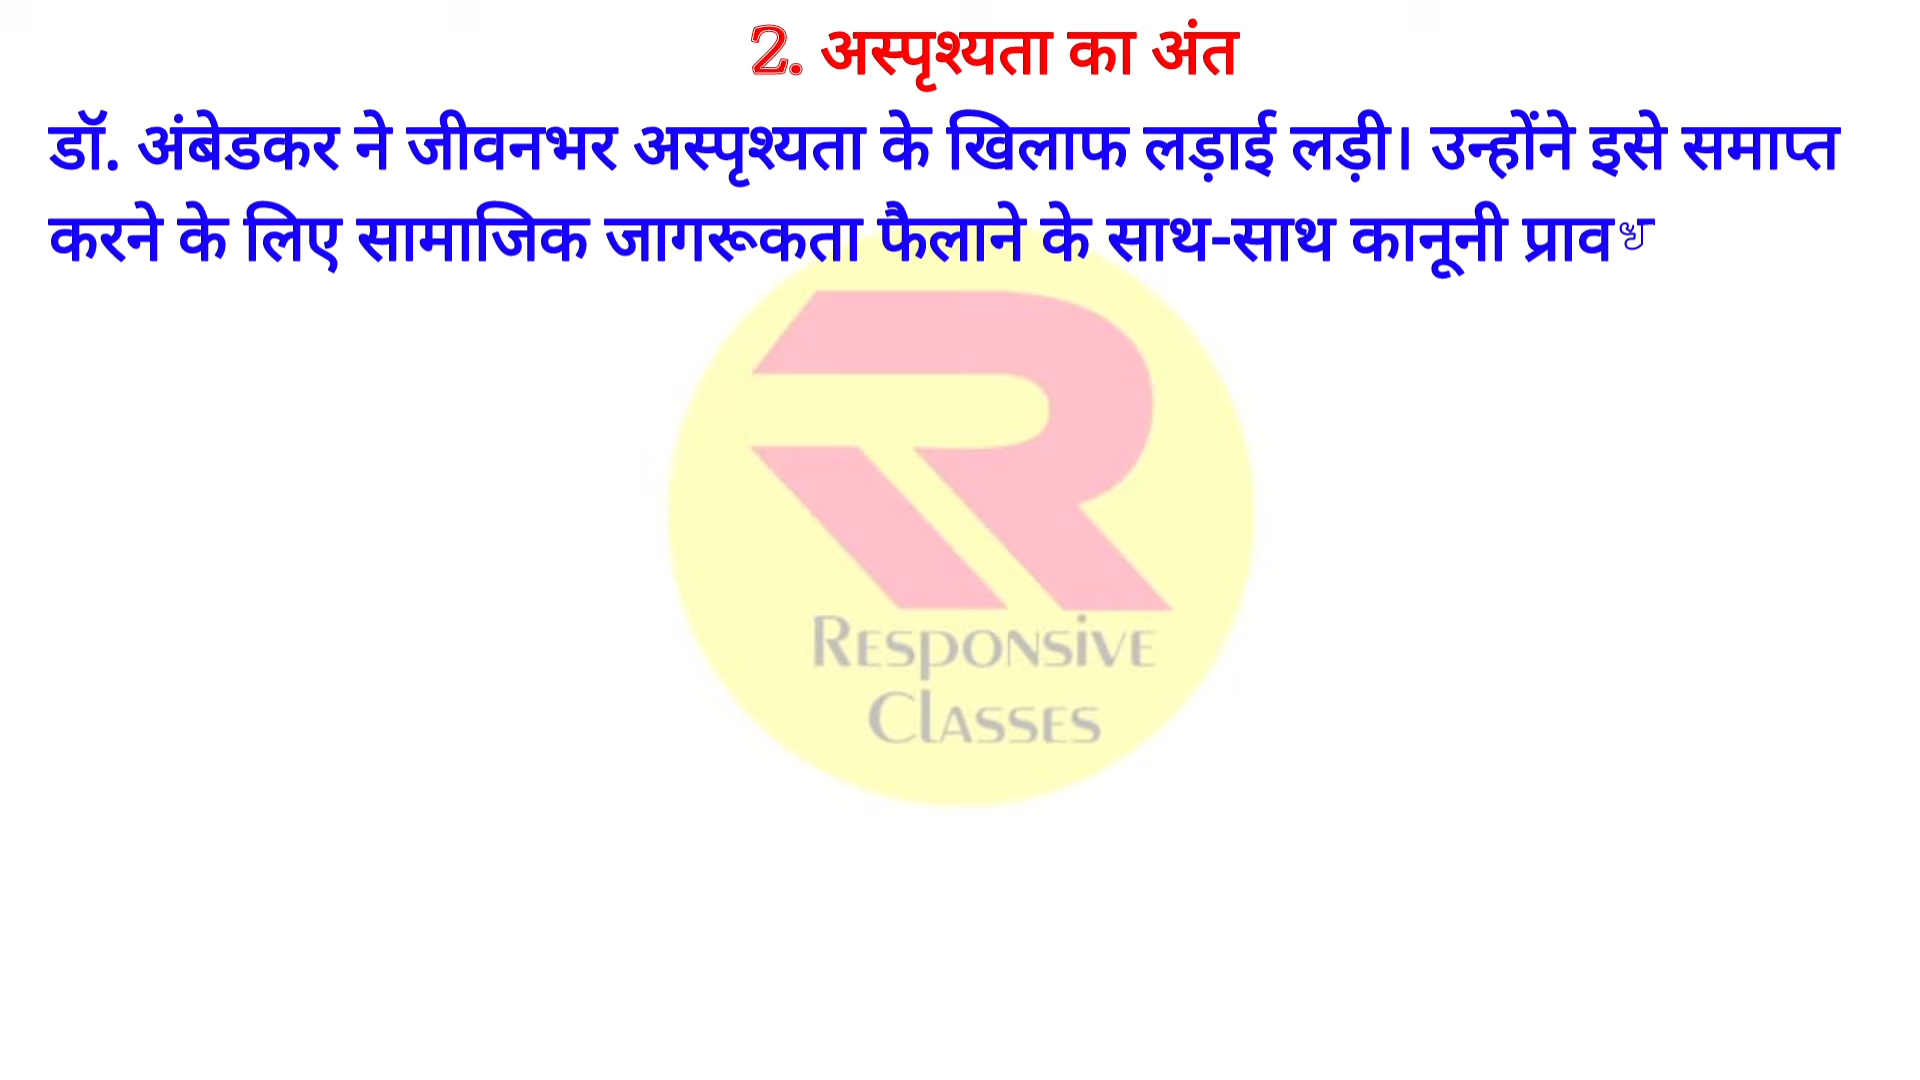 2. अस्पृश्यता का अंत
डॉ. अंबेडकर ने जीवनभर अस्पृश्यता के खिलाफ लड़ाई लड़ी। उन्होंने इसे समाप्त
करने के लिए सामाजिक जागरूकता फैलाने के साथ-साथ कानूनी प्राव
Responsive
Classes